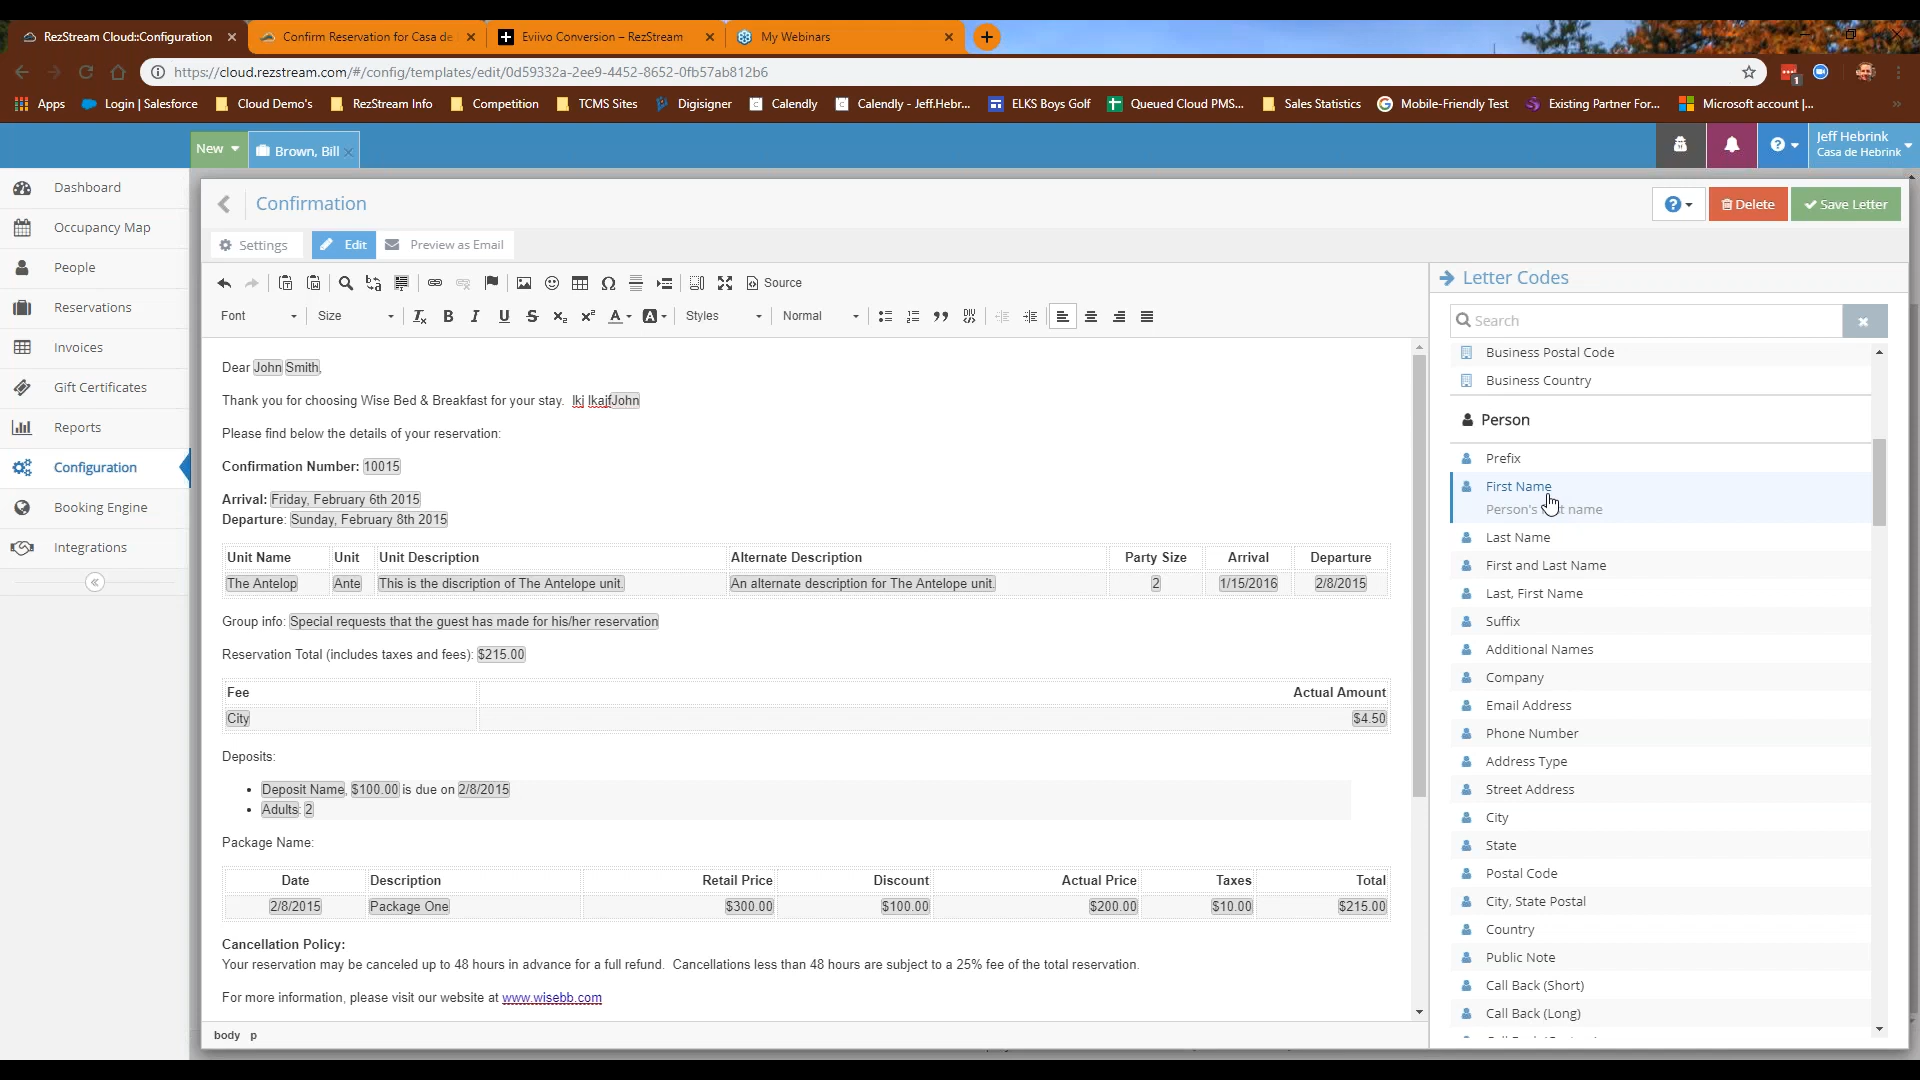 RezStream Cloud::Configuration
Confirm Reservation for Casa de
Eviivo Conversion – RezStream
My Webinars
https://cloud.rezstream.com/#/config/templates/edit/0d59332a-2ee9-4452-8652-0fb57ab812b6
1
Apps
Login | Salesforce
Cloud Demo's
RezStream Info
Competition
TCMS Sites
Digisigner
Calendly
Calendly - Jeff.Hebr...
ELKS Boys Golf
Queued Cloud PMS...
Sales Statistics
Mobile-Friendly Test
Existing Partner For...
Microsoft account |...
New
Brown, Bill
Jeff Hebrink
Casa de Hebrink
Dashboard
Occupancy Map
People
Reservations
Invoices
Gift Certificates
Reports
Configuration
Booking Engine
Integrations
Confirmation
Delete
Save Letter
Settings
Edit
Preview as Email
Source
Font
Size
Styles
Normal
Dear John Smith,
Thank you for choosing Wise Bed & Breakfast for your stay. lkj lkajfJohn
Please find below the details of your reservation:
Confirmation Number: 10015
Arrival: Friday, February 6th 2015
Departure: Sunday, February 8th 2015
Unit Name Unit Unit Description Alternate Description Party Size Arrival Departure
The Antelop Ante This is the discription of The Antelope unit. An alternate description for The Antelope unit. 2 1/15/2016 2/8/2015
Group info: Special requests that the guest has made for his/her reservation
Reservation Total (includes taxes and fees): $215.00
Fee Actual Amount
City $4.50
Deposits:
• Deposit Name, $100.00 is due on 2/8/2015
• Adults: 2
Package Name:
Date Description Retail Price Discount Actual Price Taxes Total
2/8/2015 Package One $300.00 $100.00 $200.00 $10.00 $215.00
Cancellation Policy:
Your reservation may be canceled up to 48 hours in advance for a full refund. Cancellations less than 48 hours are subject to a 25% fee of the total reservation.
For more information, please visit our website at www.wisebb.com
body p
Letter Codes
Search
Business Postal Code
Business Country
Person
Prefix
First Name
Person's name
Last Name
First and Last Name
Last, First Name
Suffix
Additional Names
Company
Email Address
Phone Number
Address Type
Street Address
City
State
Postal Code
City, State Postal
Country
Public Note
Call Back (Short)
Call Back (Long)